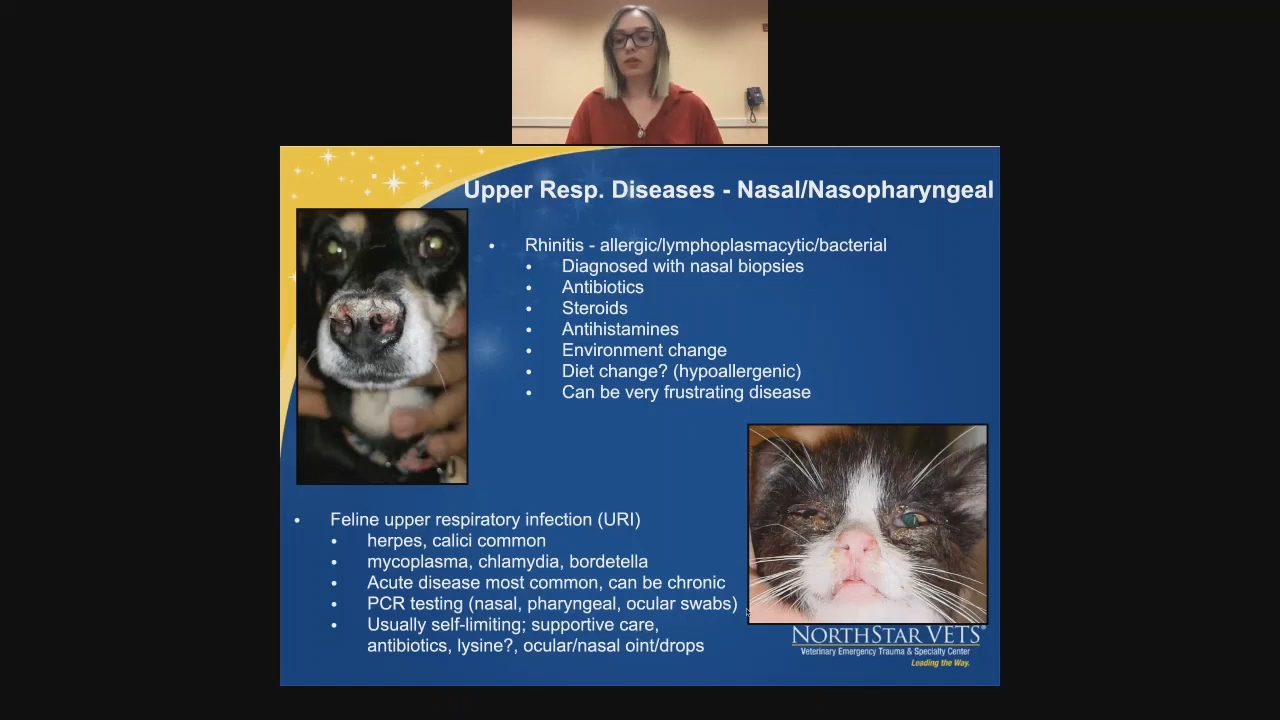 Upper Resp. Diseases - Nasal/Nasopharyngeal
• Rhinitis - allergic/lymphoplasmacytic/bacterial
• Diagnosed with nasal biopsies
• Antibiotics
• Steroids
• Antihistamines
• Environment change
• Diet change? (hypoallergenic)
• Can be very frustrating disease
• Feline upper respiratory infection (URI)
• herpes, calici common
• mycoplasma, chlamydia, bordetella
• Acute disease most common, can be chronic
• PCR testing (nasal, pharyngeal, ocular swabs)
• Usually self-limiting; supportive care,
antibiotics, lysine?, ocular/nasal oint/drops
NORTHSTAR VETS®
Veterinary Emergency Trauma & Specialty Center
Leading the Way.